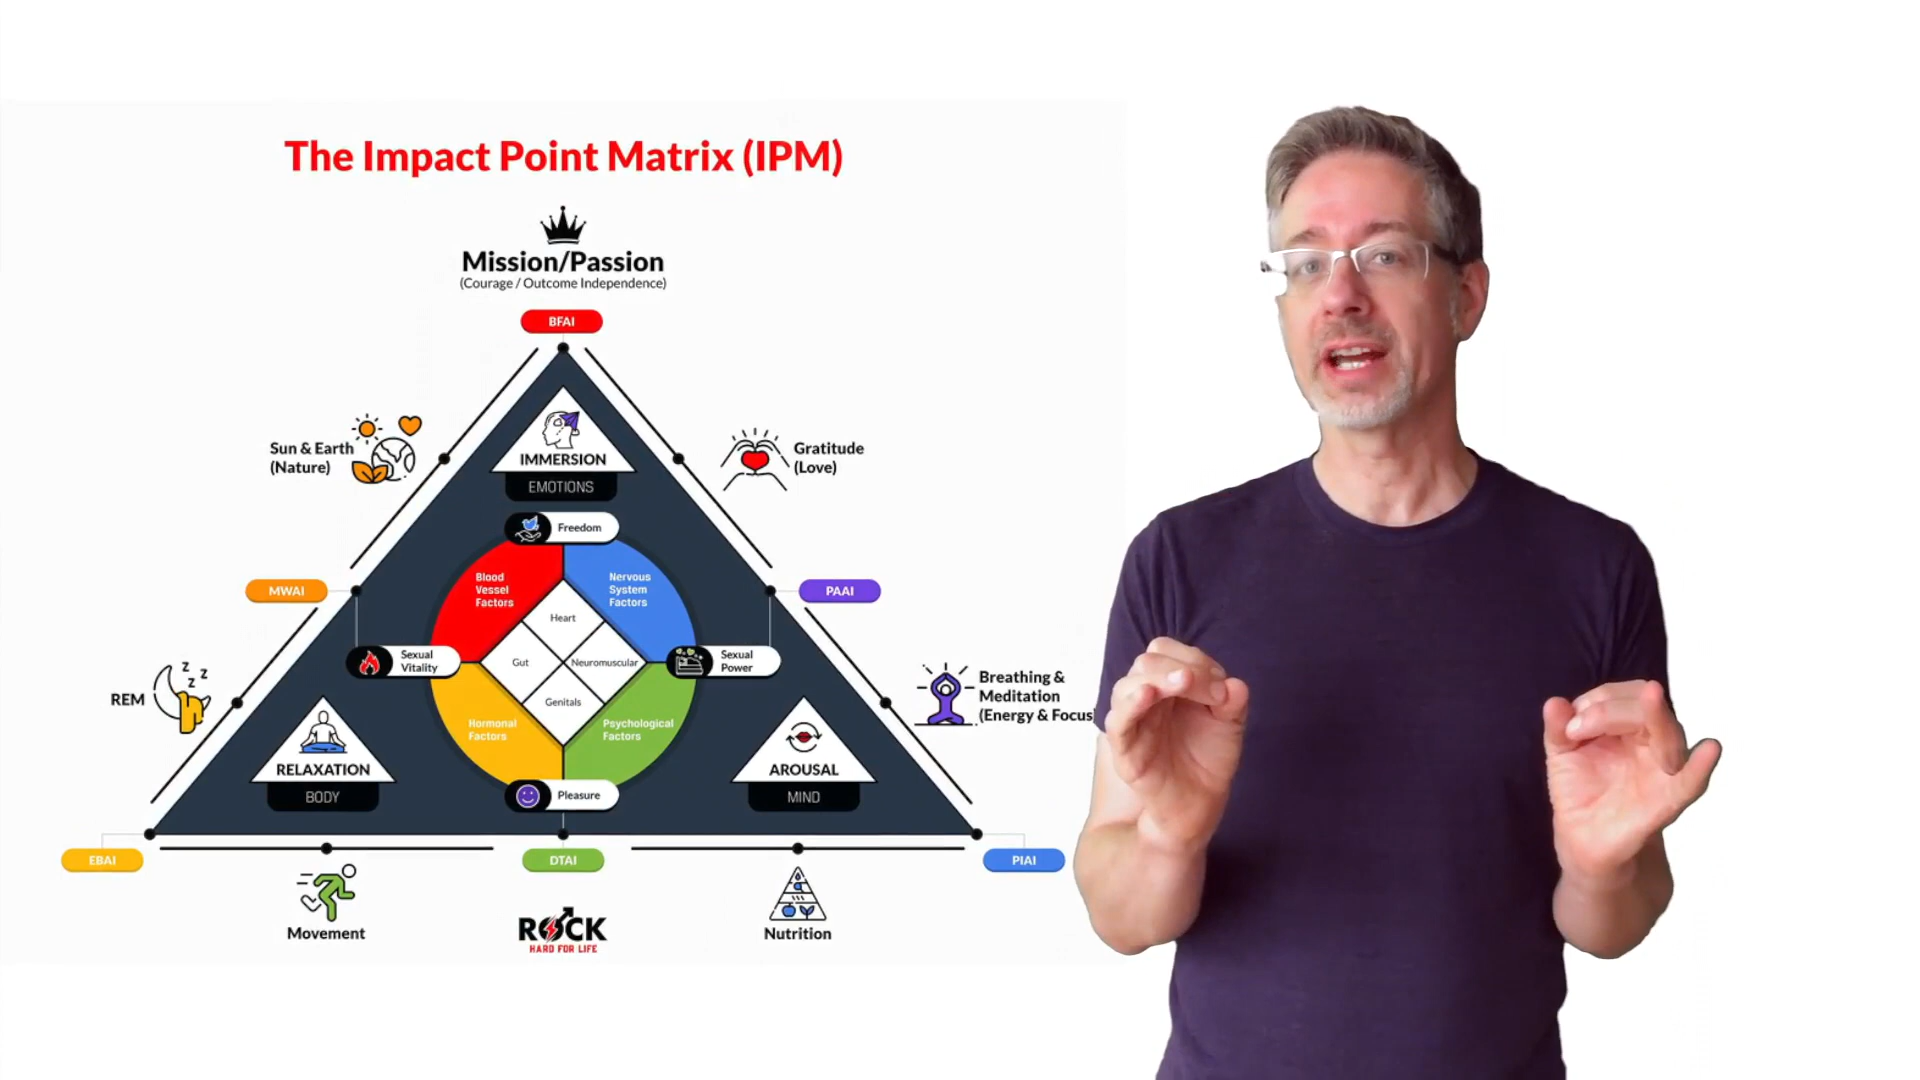 The Impact Point Matrix (IPM)
Mission/Passion
(Courage / Outcome Independence)
BFAI
Sun & Earth
(Nature)
Gratitude
(Love)
IMMERSION
EMOTIONS
Freedom
Blood
Vessel
Factors
Nervous
System
Factors
MWAI
PAAI
Heart
Gut
Neuromuscular
Genitals
Sexual
Vitality
Sexual
Power
REM
z z z
Breathing &
Meditation
(Energy & Focus)
Hormonal
Factors
Psychological
Factors
RELAXATION
BODY
AROUSAL
MIND
Pleasure
EBAI
DTAI
PIAI
Movement
ROCK
HARD FOR LIFE
Nutrition